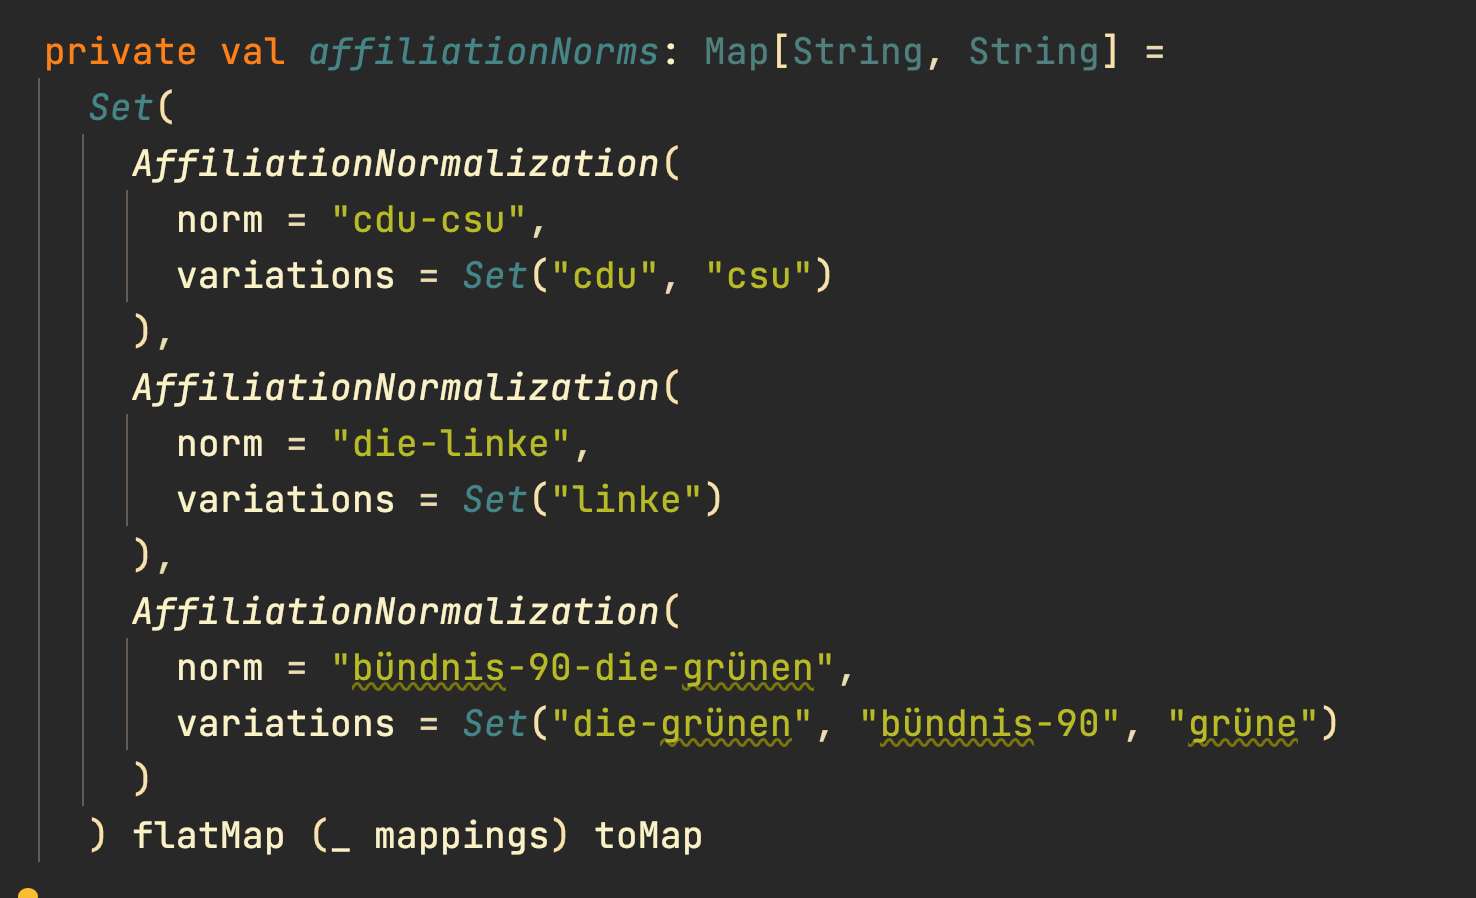 private val affiliationNorms: Map[String, String] =
Set(
AffiliationNormalization(
norm = "cdu-csu",
variations = Set("cdu", "csu")
),
AffiliationNormalization(
norm = "die-linke",
variations = Set("linke")
),
AffiliationNormalization(
norm = "bündnis-90-die-grünen",
variations = Set("die-grünen", "bündnis-90", "grüne")
)
) flatMap (_ mappings) toMap